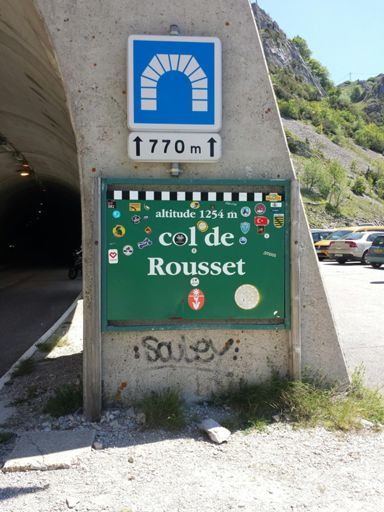 770 m
altitude 1254 m
col de
Rousset